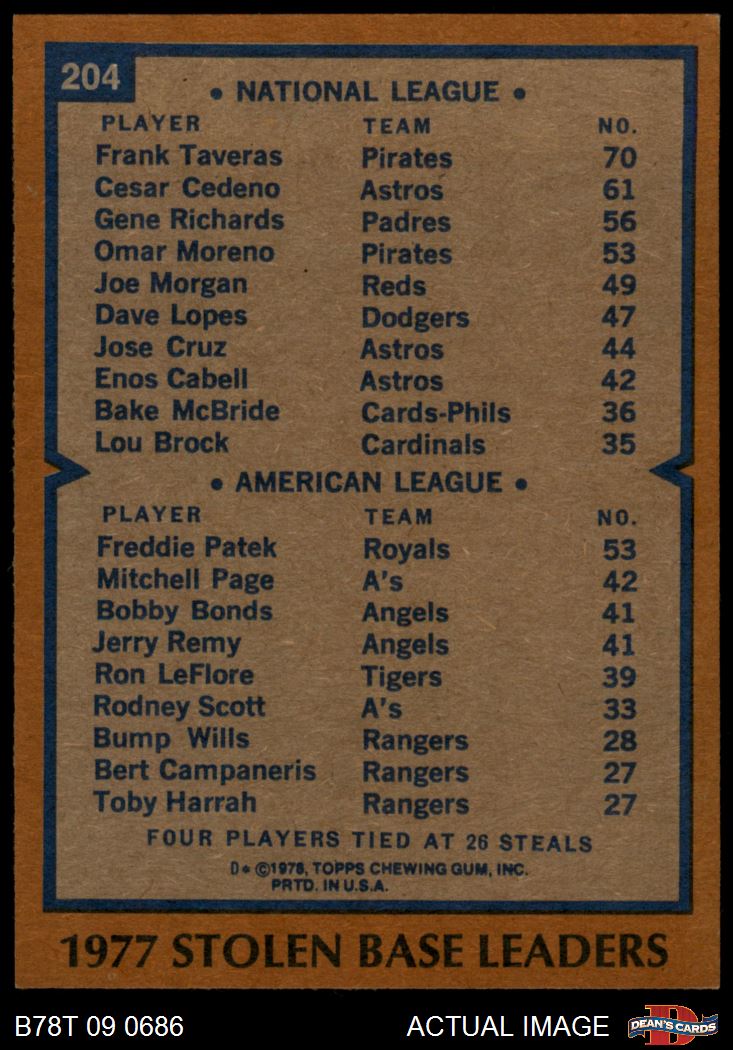 204
• NATIONAL LEAGUE •
PLAYER TEAM NO.
Frank Taveras Pirates 70
Cesar Cedeno Astros 61
Gene Richards Padres 56
Omar Moreno Pirates 53
Joe Morgan Reds 49
Dave Lopes Dodgers 47
Jose Cruz Astros 44
Enos Cabell Astros 42
Bake McBride Cards-Phils 36
Lou Brock Cardinals 35
• AMERICAN LEAGUE •
PLAYER TEAM NO.
Freddie Patek Royals 53
Mitchell Page A's 42
Bobby Bonds Angels 41
Jerry Remy Angels 41
Ron LeFlore Tigers 39
Rodney Scott A's 33
Bump Wills Rangers 28
Bert Campaneris Rangers 27
Toby Harrah Rangers 27
FOUR PLAYERS TIED AT 26 STEALS
D* ©1978, TOPPS CHEWING GUM, INC.
PRTD. IN U.S.A.
1977 STOLEN BASE LEADERS
B78T 09 0686 ACTUAL IMAGE D DEAN'S CARDS